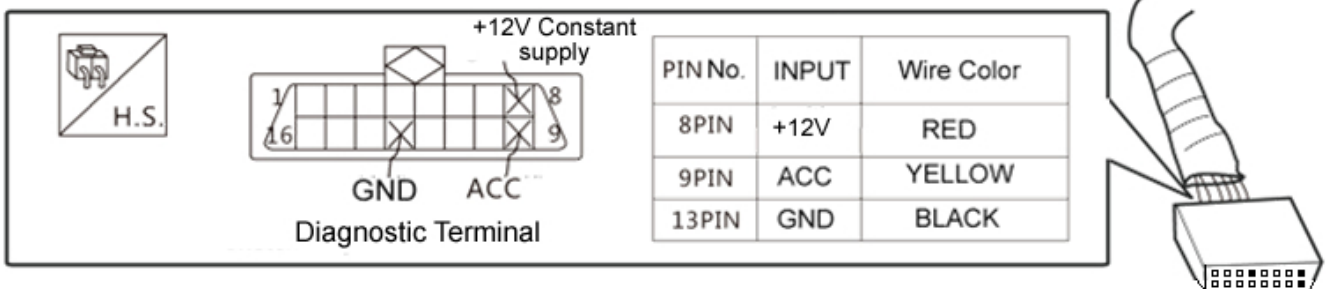 H.S.
+12V Constant
supply
1 8
16 9
GND ACC
Diagnostic Terminal
PIN No. INPUT Wire Color
8PIN +12V RED
9PIN ACC YELLOW
13PIN GND BLACK